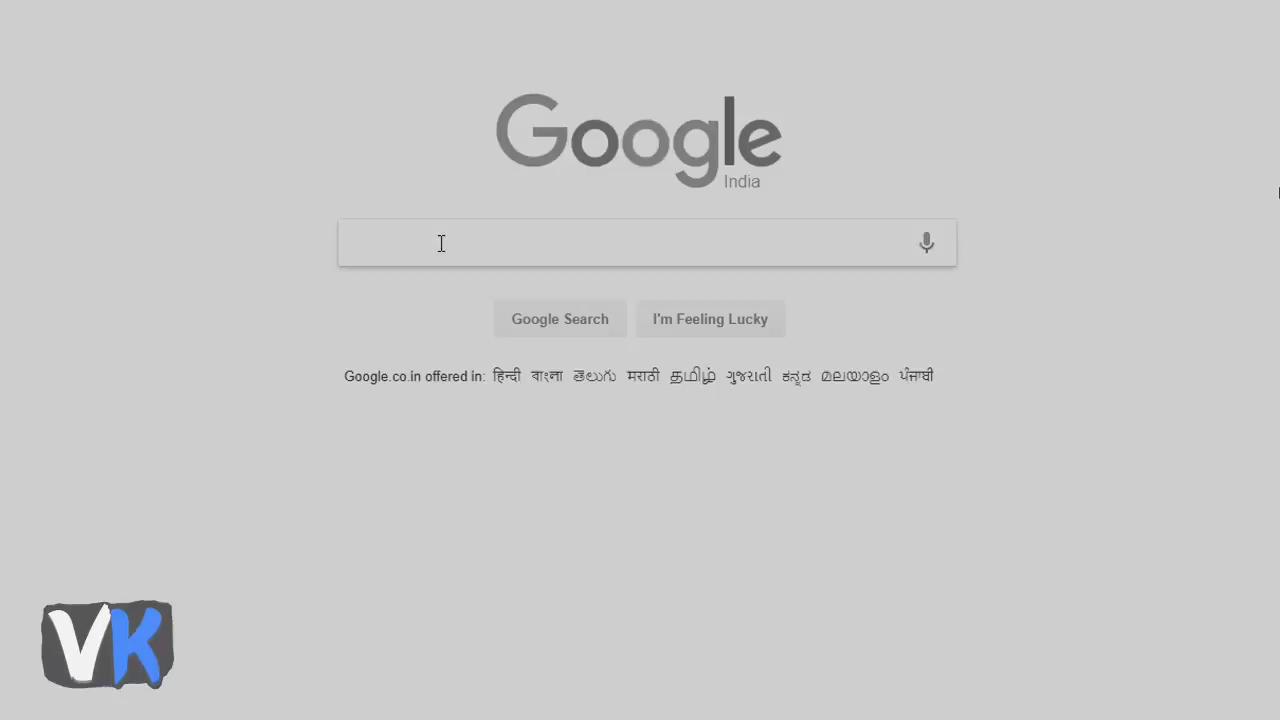 Google
India
Google Search
I'm Feeling Lucky
Google.co.in offered in: हिन्दी বাংলা తెలుగు मराठी தமிழ் ગુજરાતી ಕನ್ನಡ മലയാളം ਪੰਜਾਬੀ
VK